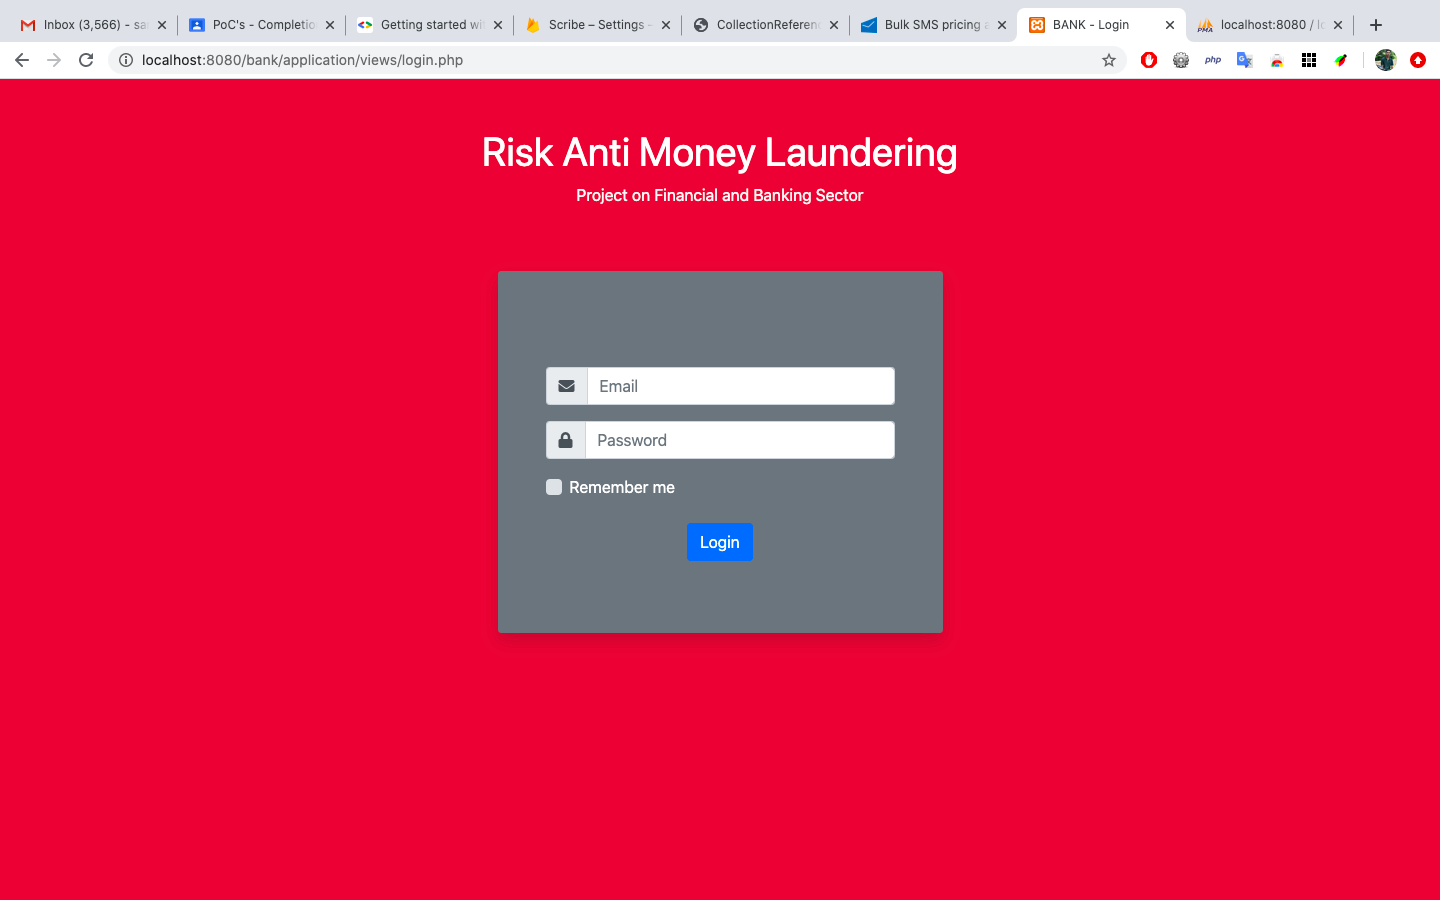 Inbox (3,566) - sa
PoC's - Completio
Getting started wi
Scribe – Settings -
CollectionReferenc
Bulk SMS pricing a
BANK - Login
localhost:8080 / lo
localhost:8080/bank/application/views/login.php
php
Risk Anti Money Laundering
Project on Financial and Banking Sector
Email
Password
Remember me
Login